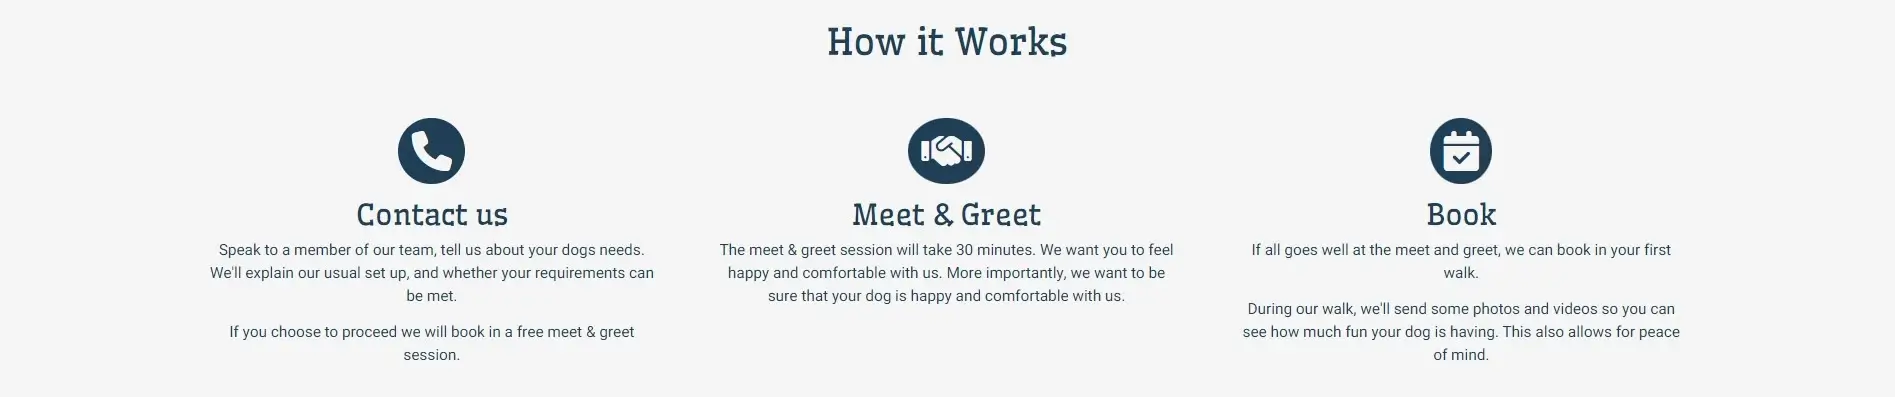 How it Works
Contact us
Speak to a member of our team, tell us about your dogs needs.
We'll explain our usual set up, and whether your requirements can
be met.
If you choose to proceed we will book in a free meet & greet
session.
Meet & Greet
The meet & greet session will take 30 minutes. We want you to feel
happy and comfortable with us. More importantly, we want to be
sure that your dog is happy and comfortable with us.
Book
If all goes well at the meet and greet, we can book in your first
walk.
During our walk, we'll send some photos and videos so you can
see how much fun your dog is having. This also allows for peace
of mind.